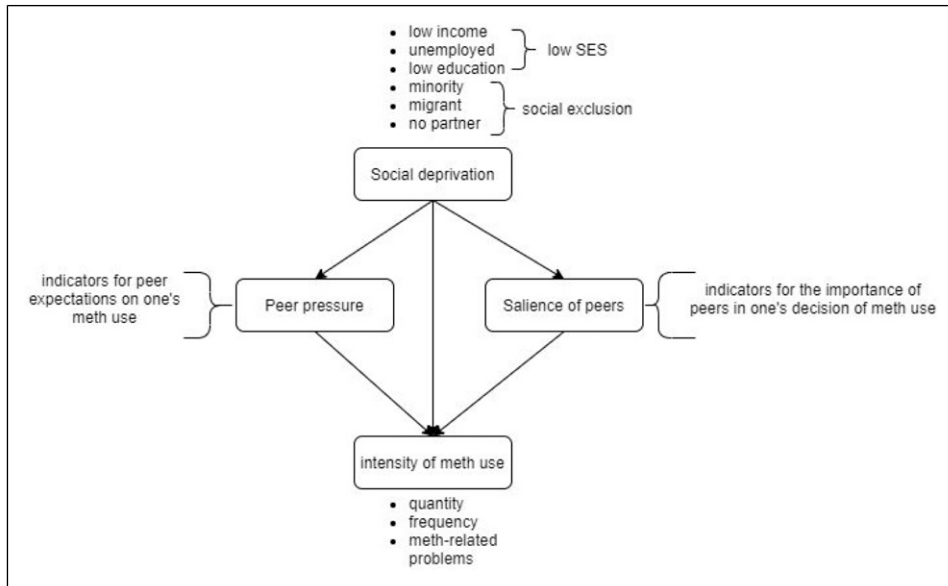 • low income
• unemployed
• low education
low SES
• minority
• migrant
• no partner
social exclusion
Social deprivation
indicators for peer
expectations on one's
meth use
Peer pressure
Salience of peers
indicators for the importance of
peers in one's decision of meth use
intensity of meth use
• quantity
• frequency
• meth-related
problems